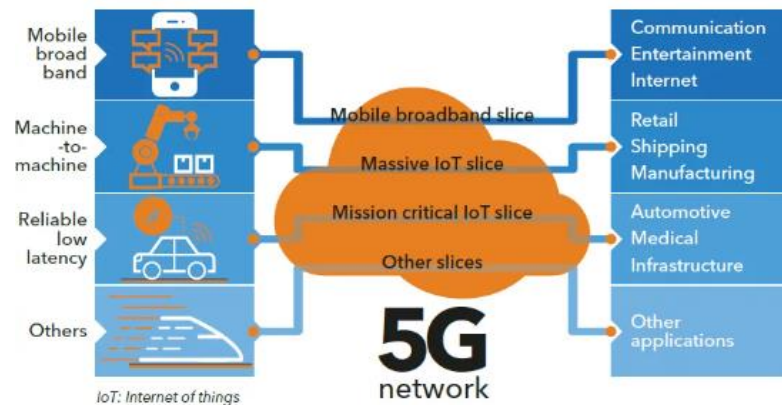 Mobile
broad
band
Machine
-to-
machine
Reliable
low
latency
Others
IoT: Internet of things
Mobile broadband slice
Massive IoT slice
Mission critical IoT slice
Other slices
5G
network
Communication
Entertainment
Internet
Retail
Shipping
Manufacturing
Automotive
Medical
Infrastructure
Other
applications